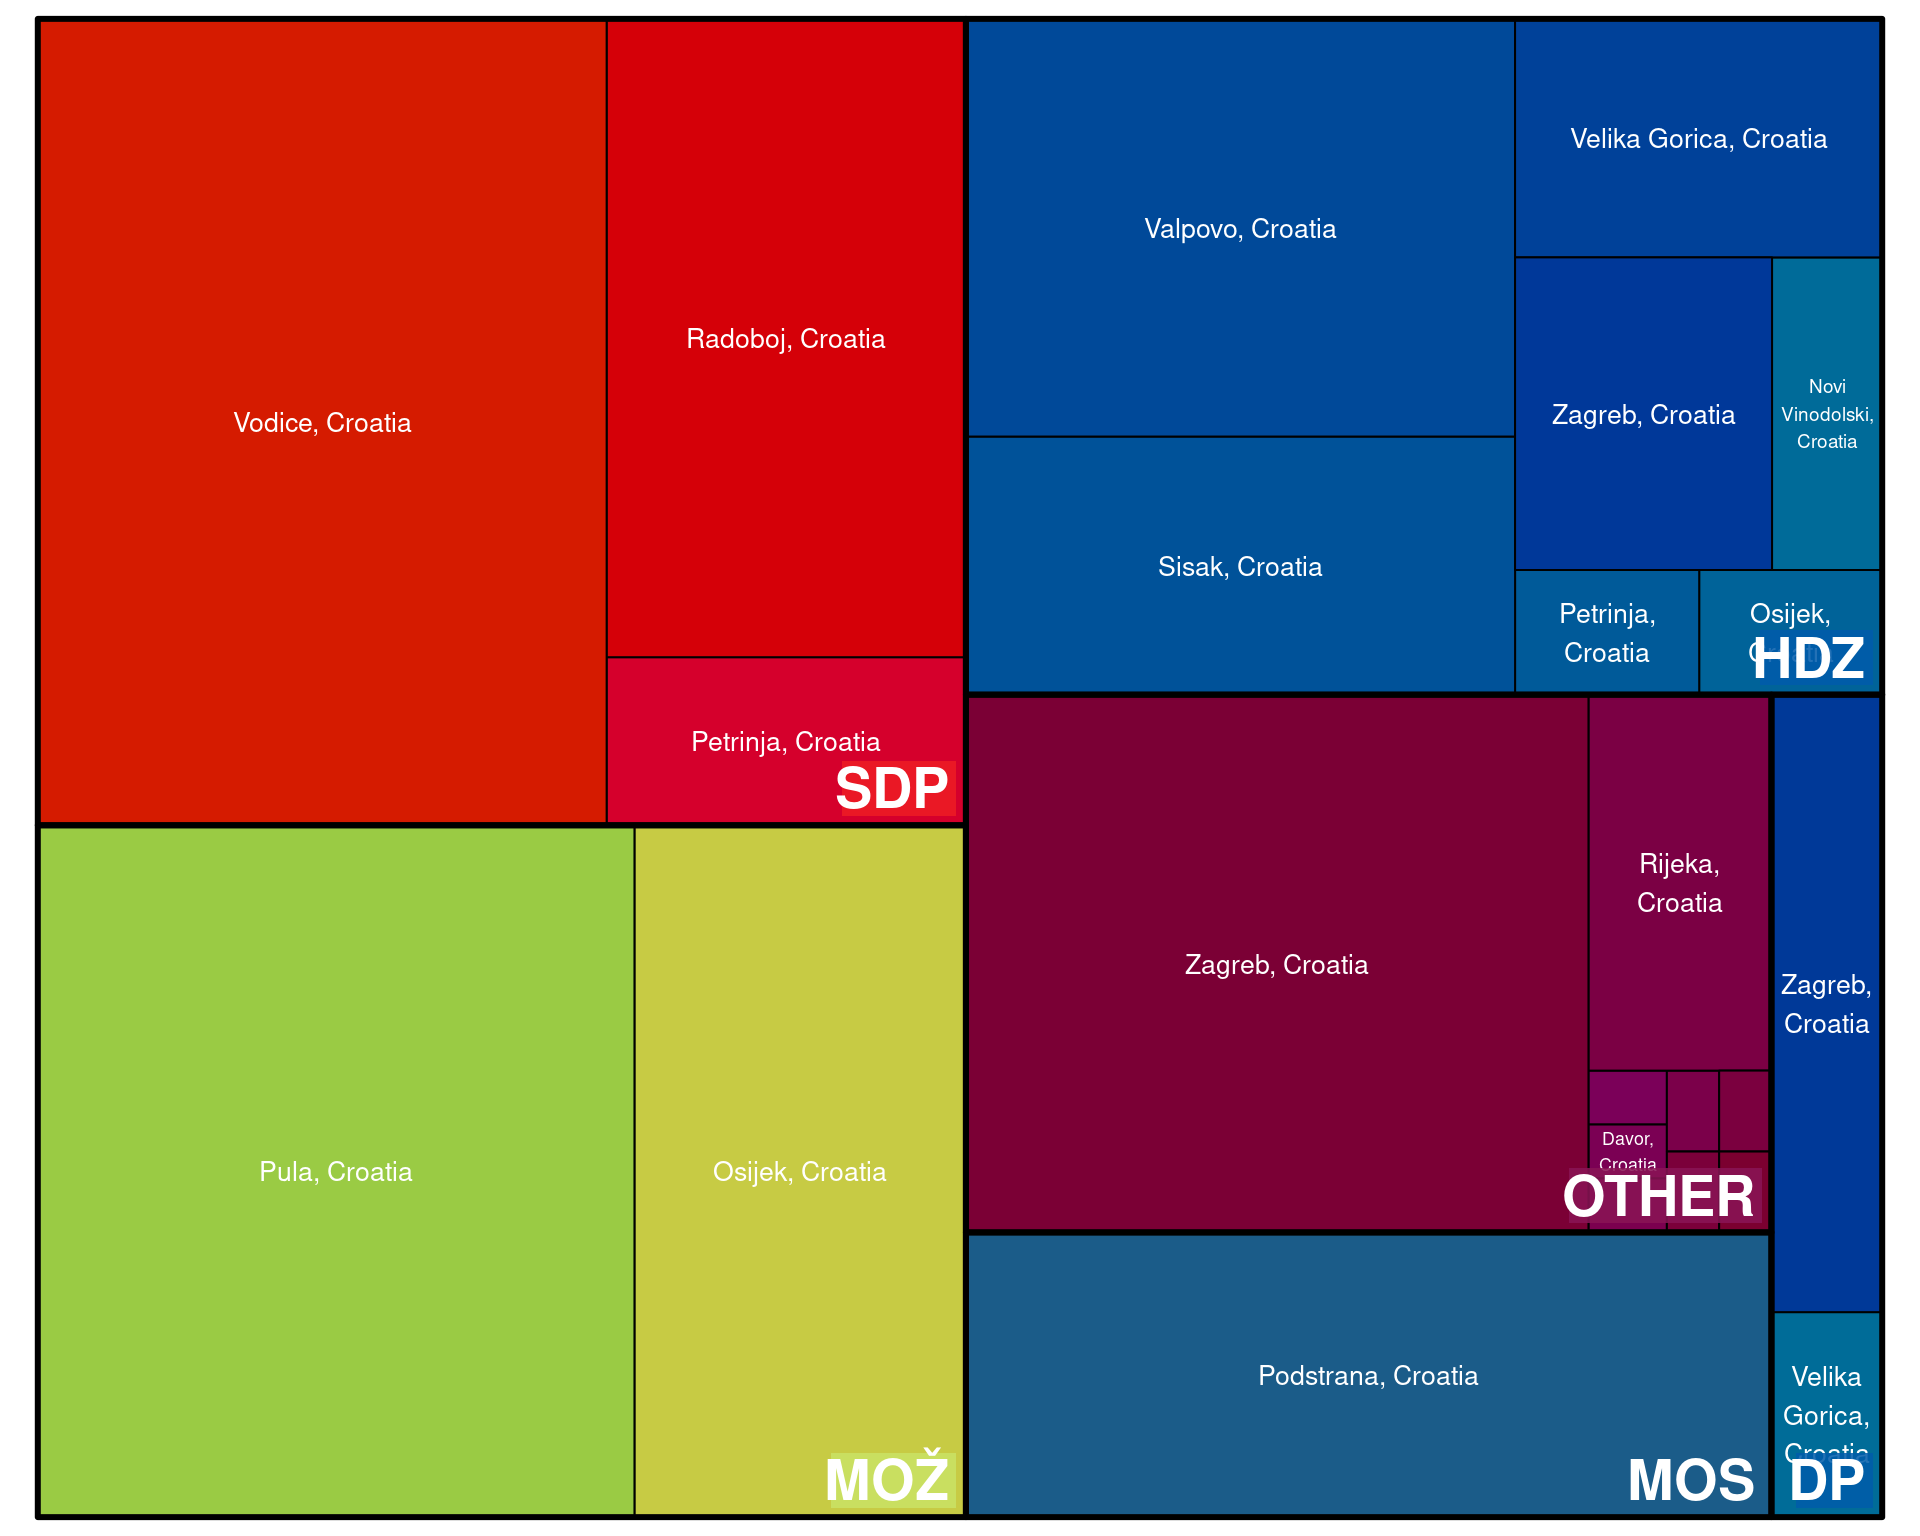 Vodice, Croatia
Radoboj, Croatia
Petrinja, Croatia
SDP
Pula, Croatia
Osijek, Croatia
MOŽ
Valpovo, Croatia
Velika Gorica, Croatia
Zagreb, Croatia
Novi
Vinodolski,
Croatia
Sisak, Croatia
Petrinja,
Croatia
Osijek,
Croatia
HDZ
Zagreb, Croatia
Rijeka,
Croatia
Davor,
Croatia
OTHER
Podstrana, Croatia
MOS
Zagreb,
Croatia
Velika
Gorica,
Croatia
DP